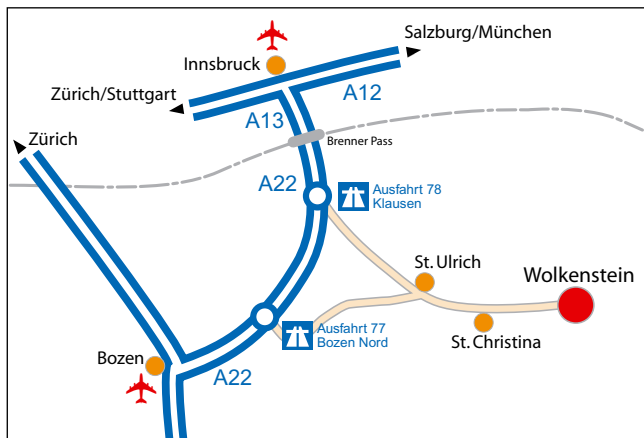 Salzburg/München
Innsbruck
Zürich/Stuttgart
A12
A13
Zürich
Brenner Pass
A22
Ausfahrt 78
Klausen
St. Ulrich
Wolkenstein
Ausfahrt 77
Bozen Nord
St. Christina
Bozen
A22